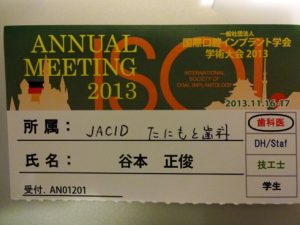 ANNUAL
MEETING
2013
ISOI
一般社団法人
国際口腔インプラント学会
学術大会 2013
INTERNATIONAL
SOCIETY OF
ORAL IMPLANTOLOGY
2013.11.16-17
所属: JACID たにもと歯科
氏名: 谷本 正俊
受付. AN01201
歯科医
DH/Staf
技工士
学生